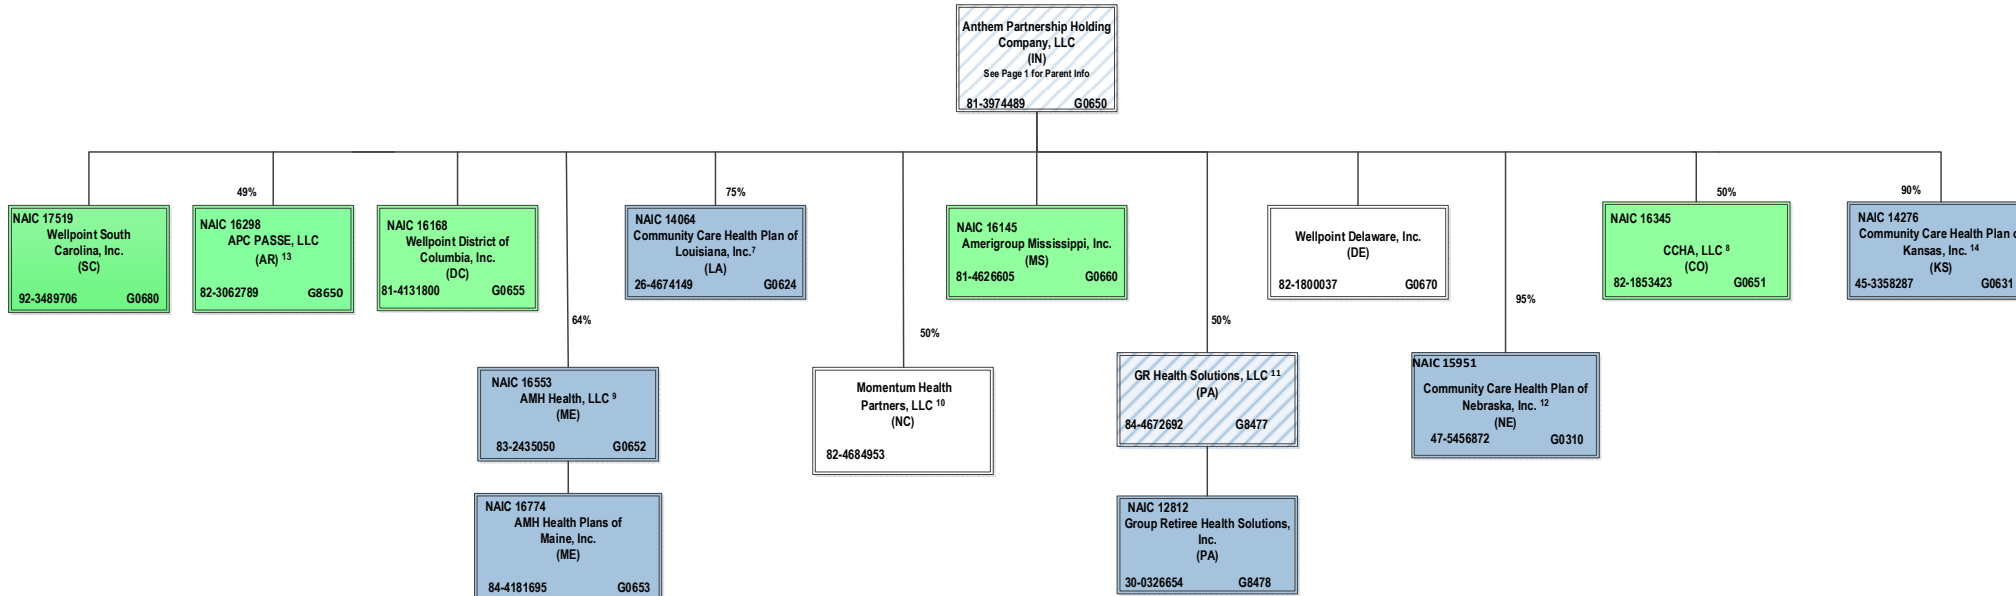 Anthem Partnership Holding
Company, LLC
(IN)
See Page 1 for Parent Info
81-3974489 G0650
49%
75%
50%
90%
NAIC 17519
Wellpoint South
Carolina, Inc.
(SC)
92-3489706 G0680
NAIC 16298
APC PASSE, LLC
(AR) 13
82-3062789 G8650
NAIC 16168
Wellpoint District of
Columbia, Inc.
(DC)
81-4131800 G0655
NAIC 14064
Community Care Health Plan of
Louisiana, Inc.7
(LA)
26-4674149 G0624
NAIC 16145
Amerigroup Mississippi, Inc.
(MS)
81-4626605 G0660
Wellpoint Delaware, Inc.
(DE)
82-1800037 G0670
NAIC 16345
CCHA, LLC 8
(CO)
82-1853423 G0651
NAIC 14276
Community Care Health Plan o
Kansas, Inc. 14
(KS)
45-3358287 G0631
64%
50%
50%
95%
NAIC 16553
AMH Health, LLC 9
(ME)
83-2435050 G0652
Momentum Health
Partners, LLC 10
(NC)
82-4684953
GR Health Solutions, LLC 11
(PA)
84-4672692 G8477
NAIC 15951
Community Care Health Plan of
Nebraska, Inc. 12
(NE)
47-5456872 G0310
NAIC 16774
AMH Health Plans of
Maine, Inc.
(ME)
84-4181695 G0653
NAIC 12812
Group Retiree Health Solutions,
Inc.
(PA)
30-0326654 G8478